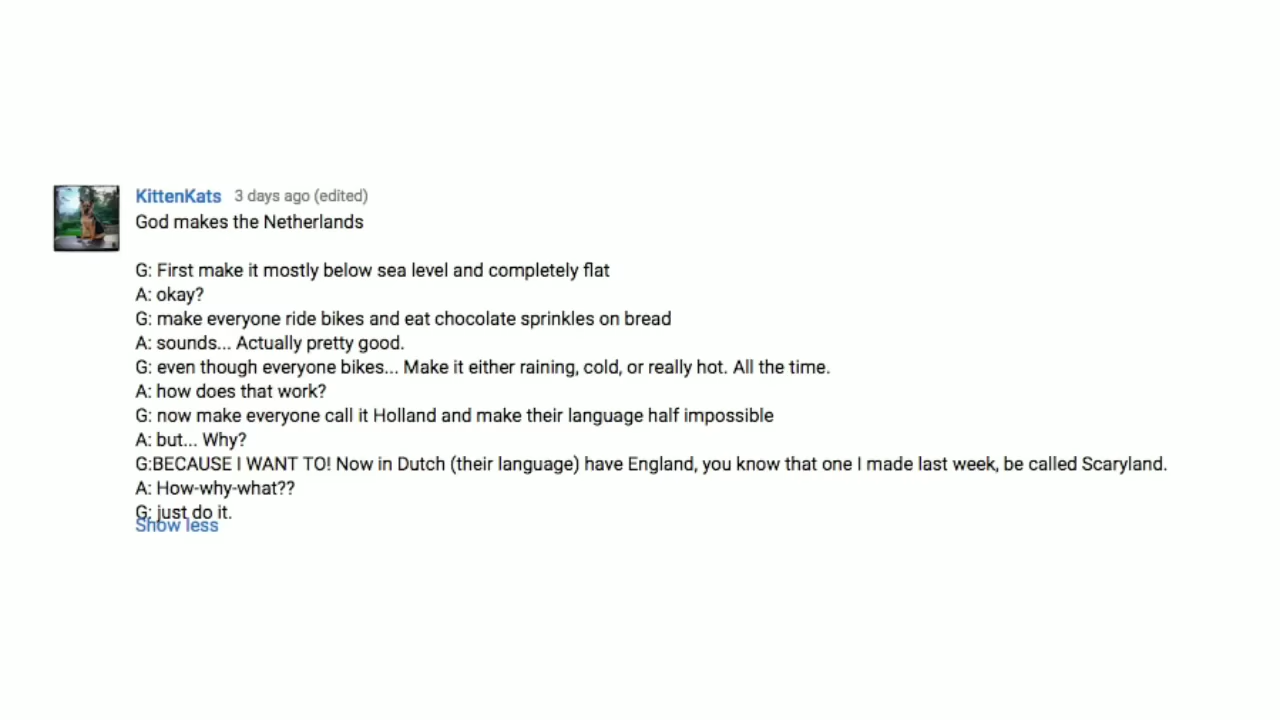 KittenKats 3 days ago (edited)
God makes the Netherlands
G: First make it mostly below sea level and completely flat
A: okay?
G: make everyone ride bikes and eat chocolate sprinkles on bread
A: sounds... Actually pretty good.
G: even though everyone bikes... Make it either raining, cold, or really hot. All the time.
A: how does that work?
G: now make everyone call it Holland and make their language half impossible
A: but... Why?
G:BECAUSE I WANT TO! Now in Dutch (their language) have England, you know that one I made last week, be called Scaryland.
A: How-why-what??
G: just do it.
Show less